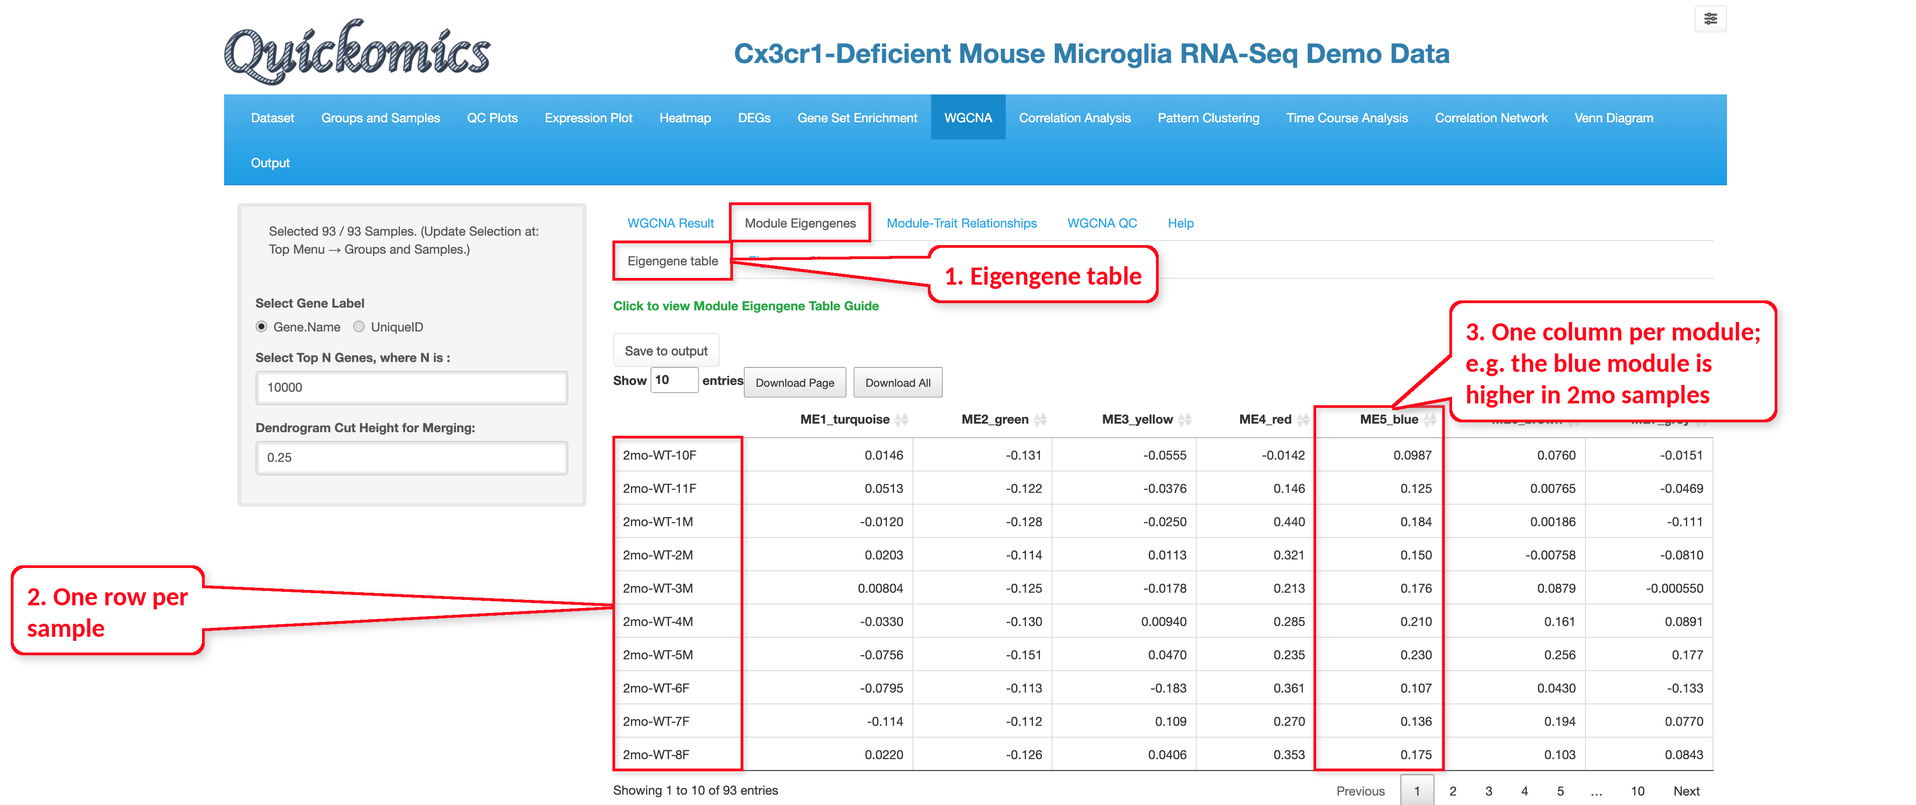 Quickomics
Cx3cr1-Deficient Mouse Microglia RNA-Seq Demo Data
Dataset Groups and Samples QC Plots Expression Plot Heatmap DEGs Gene Set Enrichment WGCNA Correlation Analysis Pattern Clustering Time Course Analysis Correlation Network Venn Diagram
Output
Selected 93 / 93 Samples. (Update Selection at:
Top Menu → Groups and Samples.)
Select Gene Label
Gene.Name UniqueID
Select Top N Genes, where N is :
10000
Dendrogram Cut Height for Merging:
0.25
WGCNA Result Module Eigengenes Module-Trait Relationships WGCNA QC Help
Eigengene table
1. Eigengene table
Click to view Module Eigengene Table Guide
3. One column per module;
e.g. the blue module is
higher in 2mo samples
Save to output
Show 10 entries Download Page Download All
ME1_turquoise ME2_green ME3_yellow ME4_red ME5_blue
2mo-WT-10F 0.0146 -0.131 -0.0555 -0.0142 0.0987 0.0760 -0.0151
2mo-WT-11F 0.0513 -0.122 -0.0376 0.146 0.125 0.00765 -0.0469
2mo-WT-1M -0.0120 -0.128 -0.0250 0.440 0.184 0.00186 -0.111
2mo-WT-2M 0.0203 -0.114 0.0113 0.321 0.150 -0.00758 -0.0810
2mo-WT-3M 0.00804 -0.125 -0.0178 0.213 0.176 0.0879 -0.000550
2mo-WT-4M -0.0330 -0.130 0.00940 0.285 0.210 0.161 0.0891
2mo-WT-5M -0.0756 -0.151 0.0470 0.235 0.230 0.256 0.177
2mo-WT-6F -0.0795 -0.113 -0.183 0.361 0.107 0.0430 -0.133
2mo-WT-7F -0.114 -0.112 0.109 0.270 0.136 0.194 0.0770
2mo-WT-8F 0.0220 -0.126 0.0406 0.353 0.175 0.103 0.0843
2. One row per
sample
Showing 1 to 10 of 93 entries
Previous 1 2 3 4 5 … 10 Next